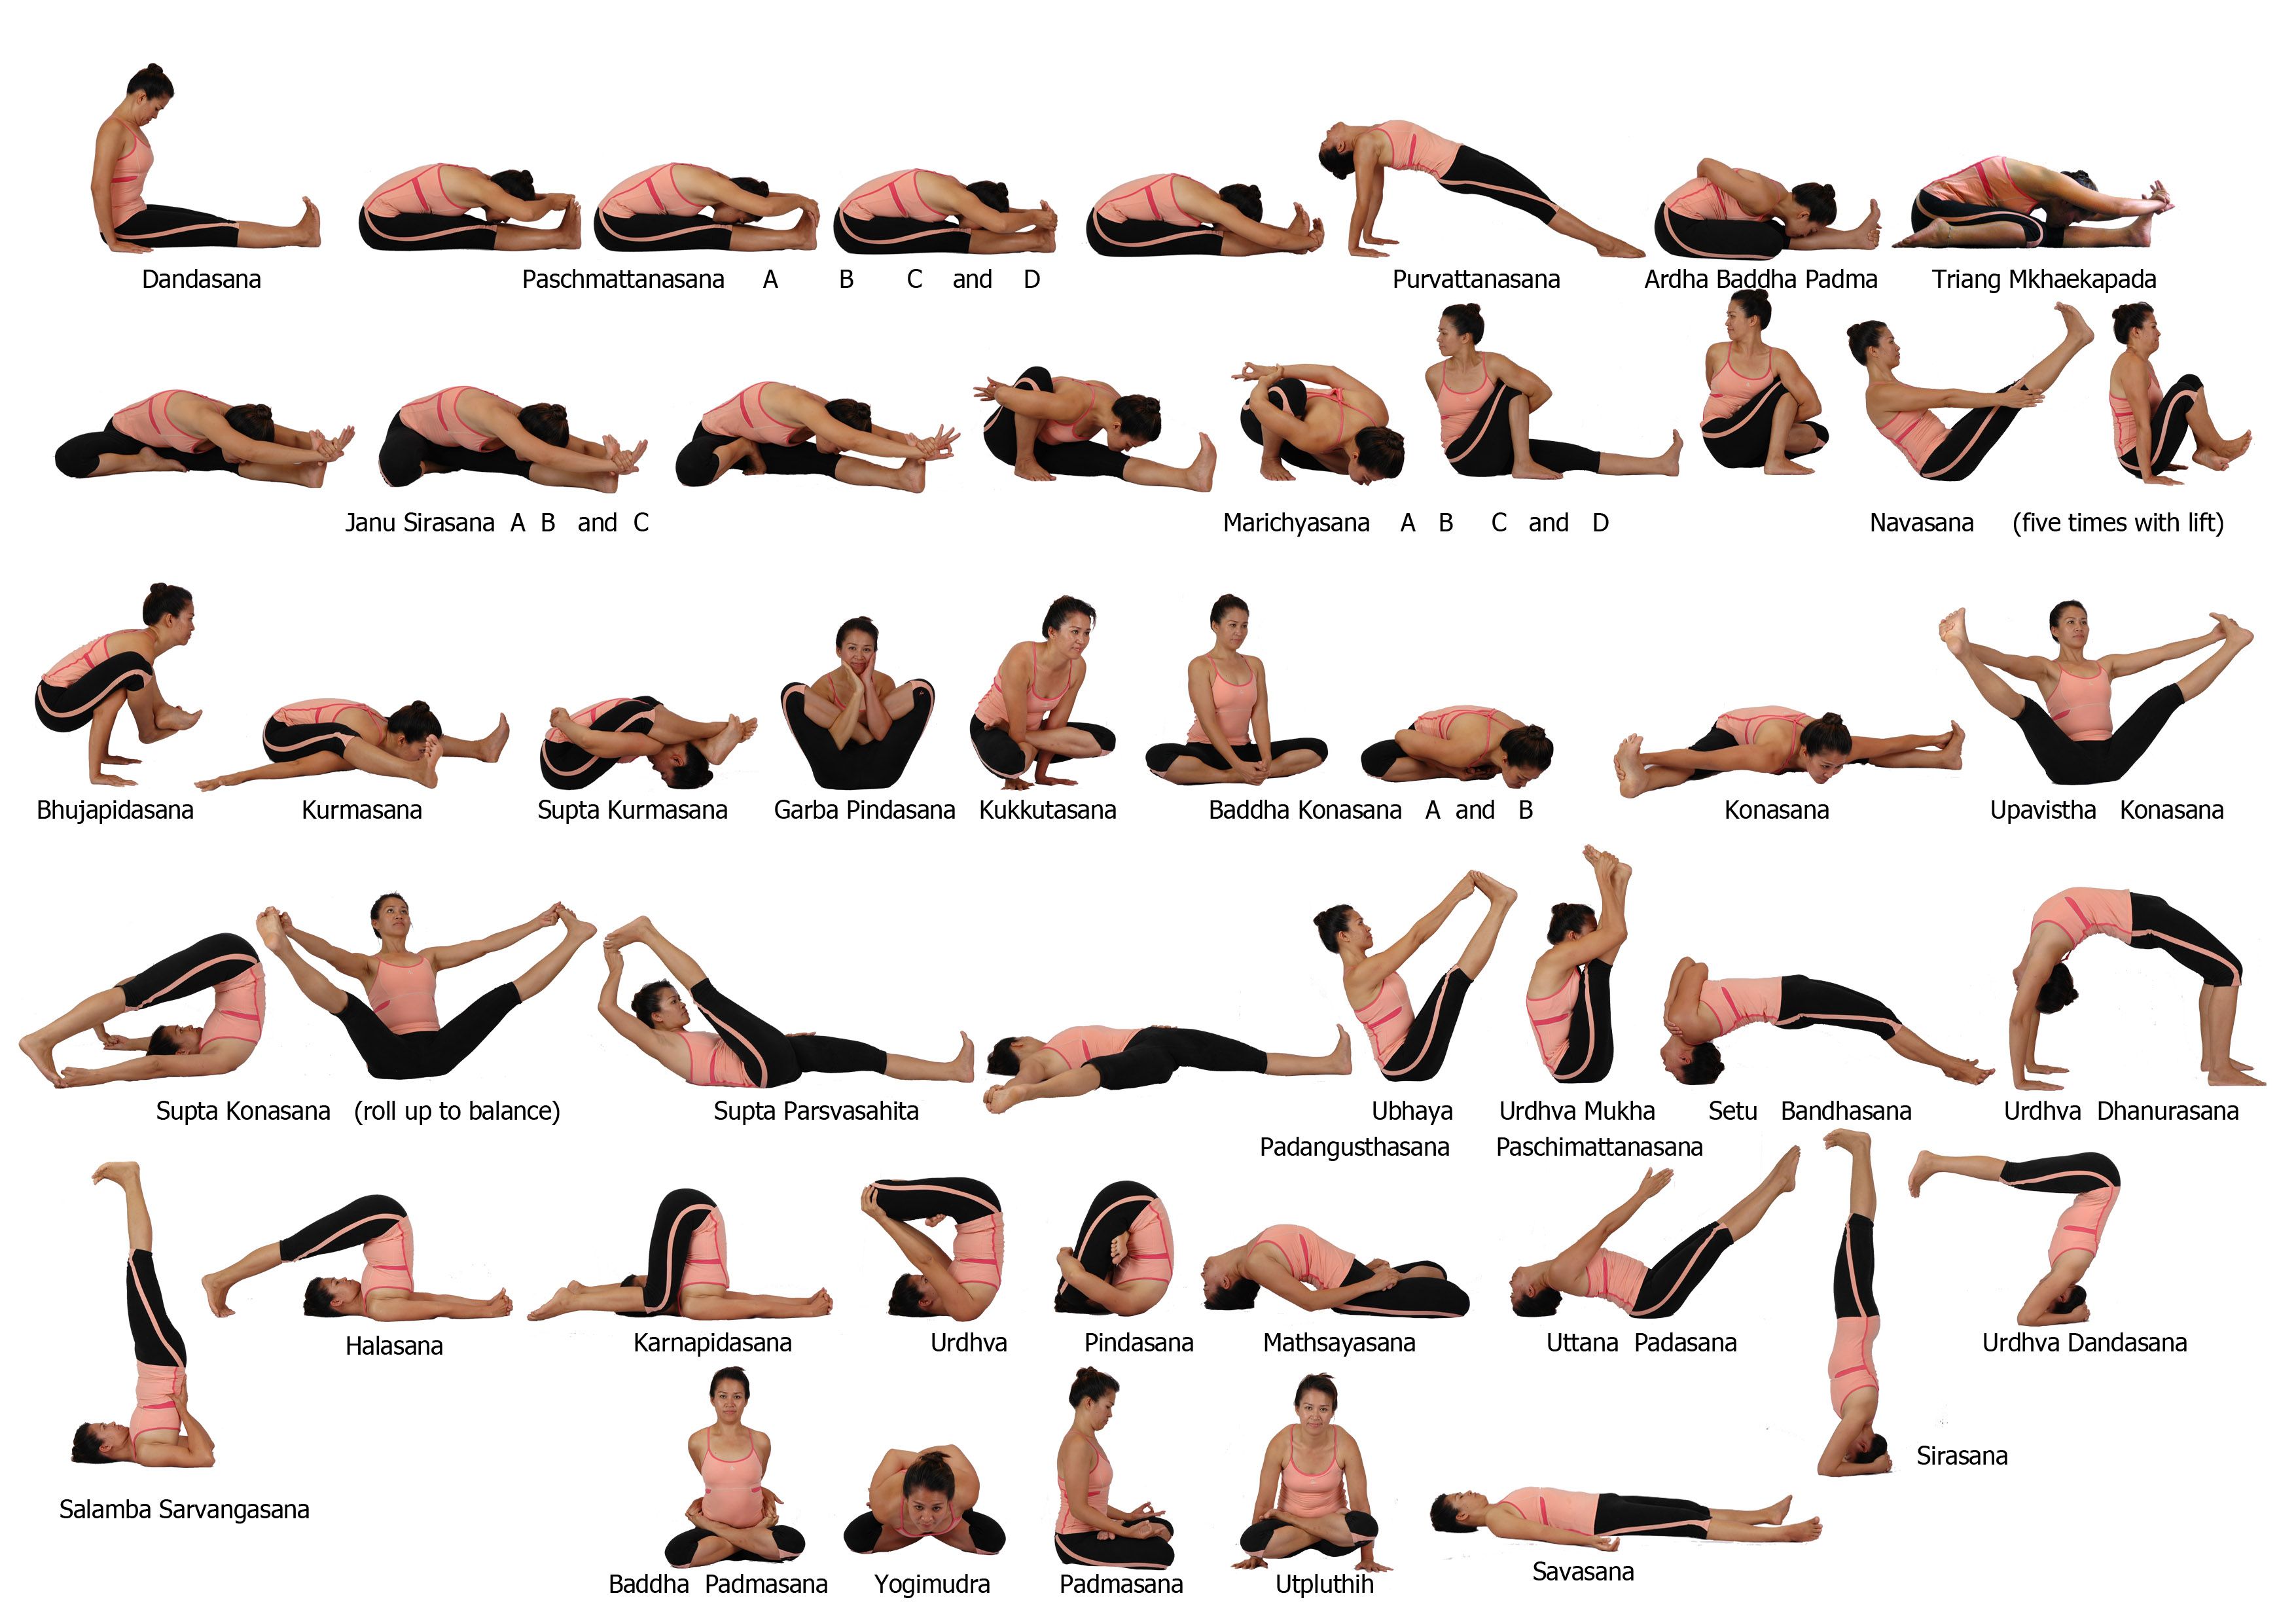 Dandasana
Paschmattanasana A B C and D
Purvattanasana
Ardha Baddha Padma
Triang Mkhaekapada
Janu Sirasana A B and C
Marichyasana A B C and D
Navasana (five times with lift)
Bhujapidasana
Kurmasana
Supta Kurmasana
Garba Pindasana
Kukkutasana
Baddha Konasana A and B
Konasana
Upavistha Konasana
Supta Konasana (roll up to balance)
Supta Parsvasahita
Ubhaya
Padangusthasana
Urdhva Mukha
Paschimattanasana
Setu Bandhasana
Urdhva Dhanurasana
Salamba Sarvangasana
Halasana
Karnapidasana
Urdhva
Pindasana
Mathsayasana
Uttana Padasana
Sirasana
Urdhva Dandasana
Baddha Padmasana
Yogimudra
Padmasana
Utpluthih
Savasana